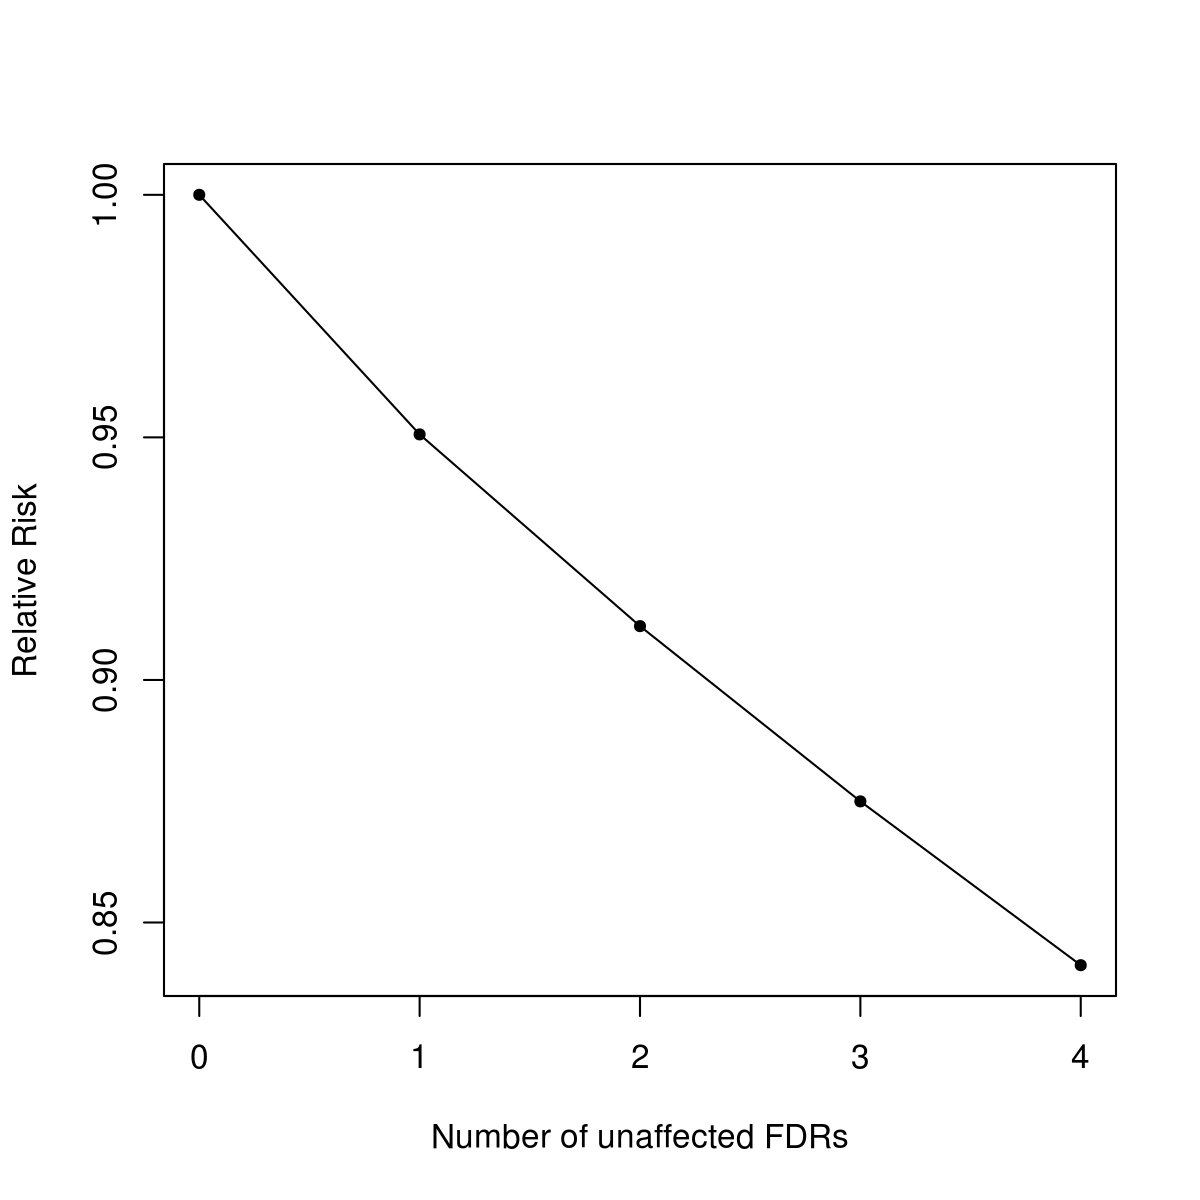 Relative Risk
1.00
0.95
0.90
0.85
0 1 2 3 4
Number of unaffected FDRs